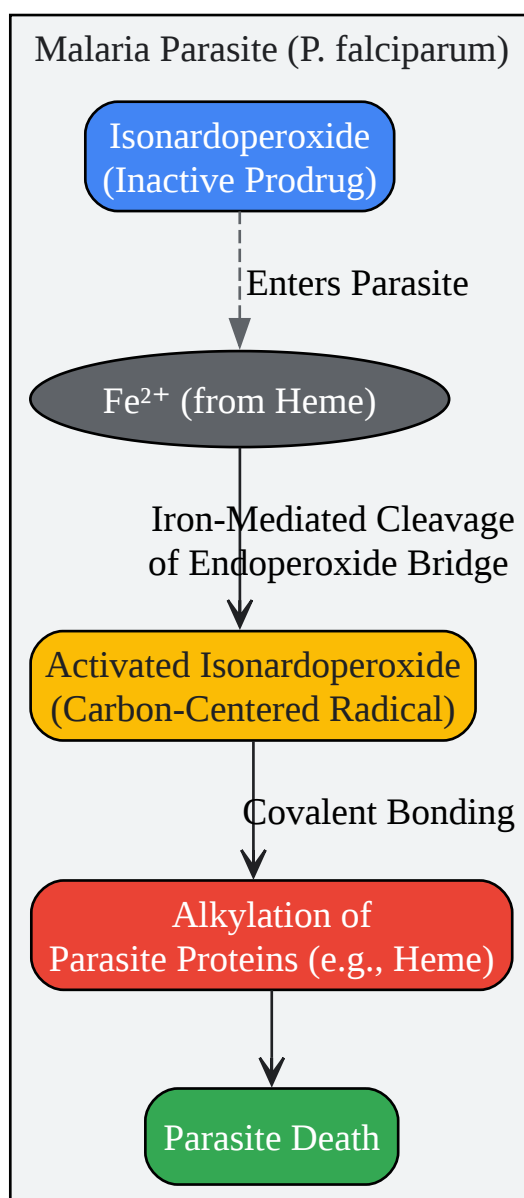 Malaria Parasite (P. falciparum)
Isonardoperoxide
(Inactive Prodrug)
Enters Parasite
Fe²⁺ (from Heme)
Iron-Mediated Cleavage
of Endoperoxide Bridge
Activated Isonardoperoxide
(Carbon-Centered Radical)
Covalent Bonding
Alkylation of
Parasite Proteins (e.g., Heme)
Parasite Death